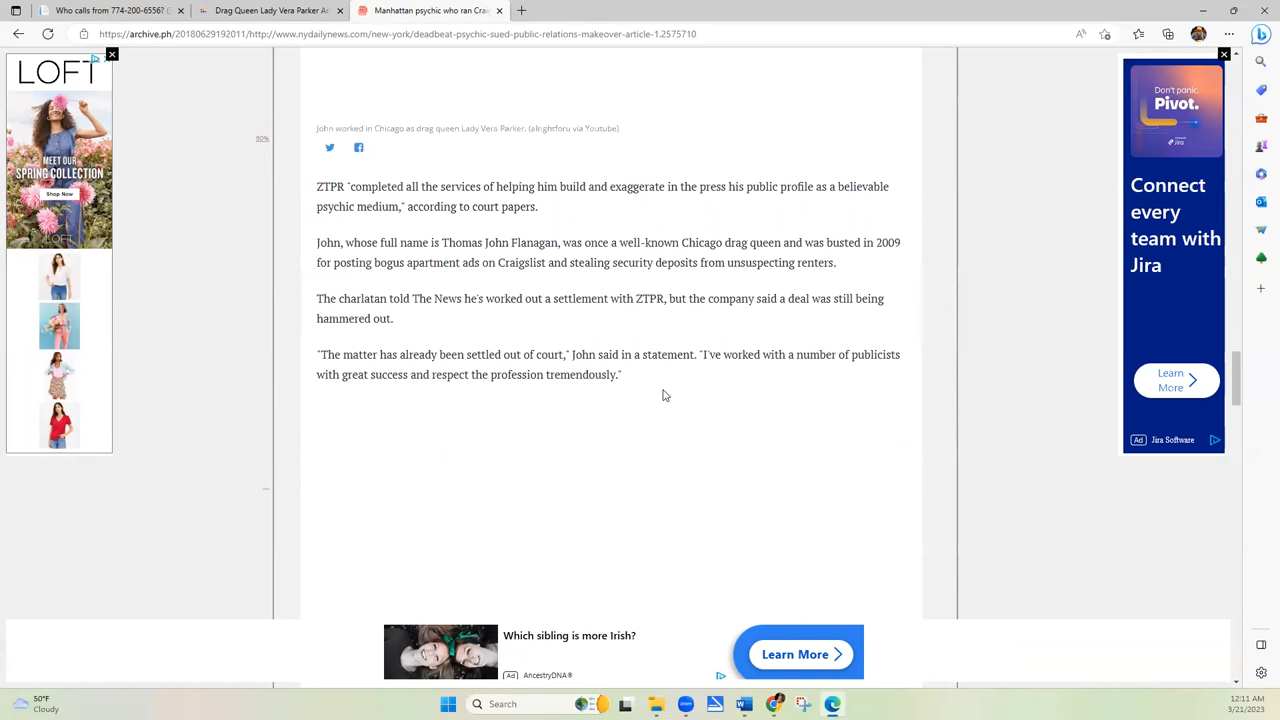 Who calls from 774-200-6556? (
Drag Queen Lady Vera Parker Arr
Manhattan psychic who ran Craig
https://archive.ph/20180629192011/http://www.nydailynews.com/new-york/deadbeat-psychic-sued-public-relations-makeover-article-1.2575710
LOFT
MEET OUR
SPRING COLLECTION
Shop Now
LOFT
50%
John worked in Chicago as drag queen Lady Vera Parker. (alrightforu via Youtube)
ZTPR "completed all the services of helping him build and exaggerate in the press his public profile as a believable
psychic medium," according to court papers.
John, whose full name is Thomas John Flanagan, was once a well-known Chicago drag queen and was busted in 2009
for posting bogus apartment ads on Craigslist and stealing security deposits from unsuspecting renters.
The charlatan told The News he's worked out a settlement with ZTPR, but the company said a deal was still being
hammered out.
"The matter has already been settled out of court," John said in a statement. "I've worked with a number of publicists
with great success and respect the profession tremendously."
Don't panic.
Pivot.
Jira
Connect
every
team with
Jira
Learn
More
Ad Jira Software
Which sibling is more Irish?
Ad AncestryDNA®
Learn More
50°F
Cloudy
Search
zoom
12:11 AM
3/21/2023